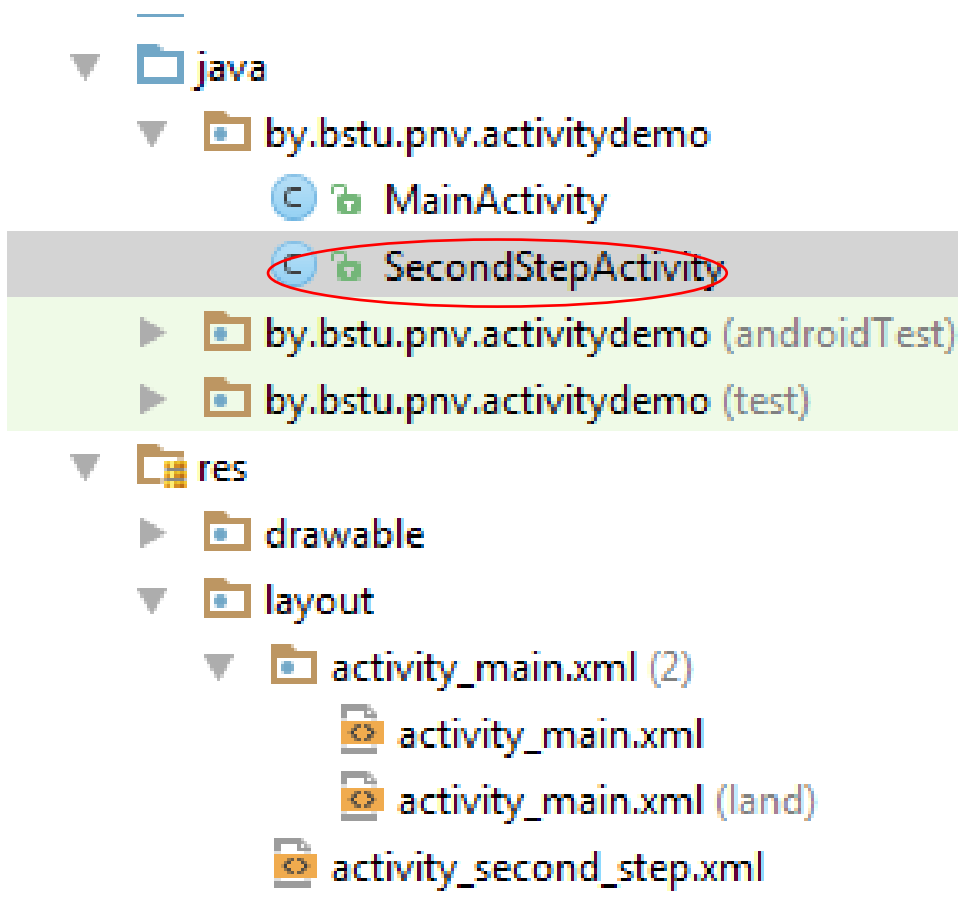 java
by.bstu.pnv.activitydemo
MainActivity
SecondStepActivity
by.bstu.pnv.activitydemo (androidTest)
by.bstu.pnv.activitydemo (test)
res
drawable
layout
activity_main.xml (2)
activity_main.xml
activity_main.xml (land)
activity_second_step.xml